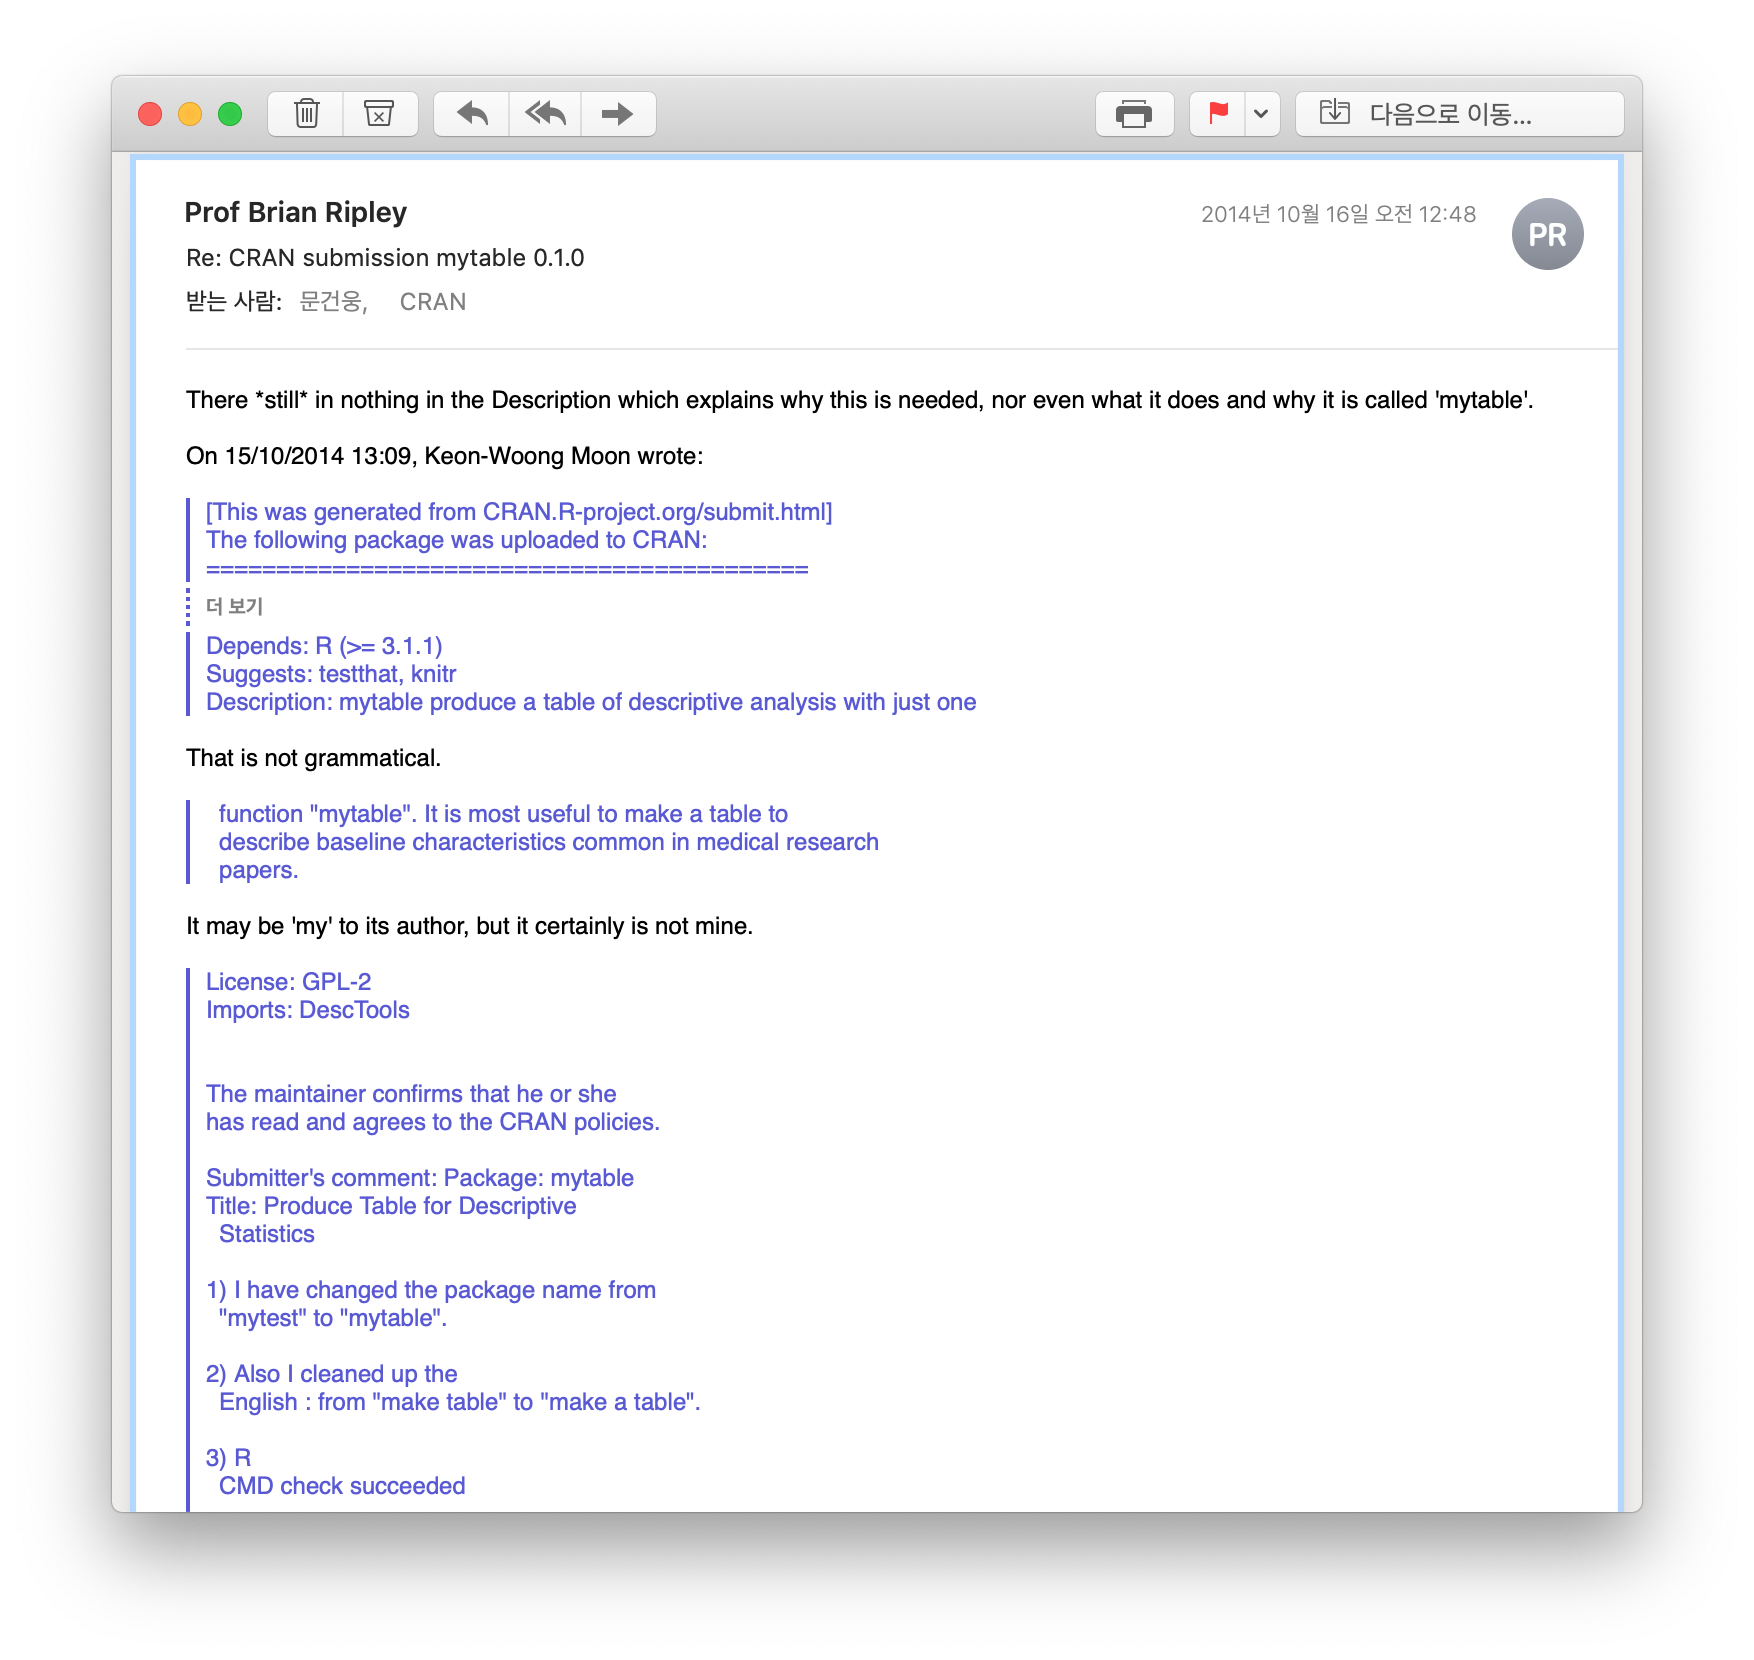 다음으로 이동...
Prof Brian Ripley
2014년 10월 16일 오전 12:48
PR
Re: CRAN submission mytable 0.1.0
받는 사람: 문건웅, CRAN
There *still* in nothing in the Description which explains why this is needed, nor even what it does and why it is called 'mytable'.
On 15/10/2014 13:09, Keon-Woong Moon wrote:
[This was generated from CRAN.R-project.org/submit.html]
The following package was uploaded to CRAN:
===========================================
더 보기
Depends: R (>= 3.1.1)
Suggests: testthat, knitr
Description: mytable produce a table of descriptive analysis with just one
That is not grammatical.
function "mytable". It is most useful to make a table to
describe baseline characteristics common in medical research
papers.
It may be 'my' to its author, but it certainly is not mine.
License: GPL-2
Imports: DescTools
The maintainer confirms that he or she
has read and agrees to the CRAN policies.
Submitter's comment: Package: mytable
Title: Produce Table for Descriptive
Statistics
1) I have changed the package name from
"mytest" to "mytable".
2) Also I cleaned up the
English : from "make table" to "make a table".
3) R
CMD check succeeded